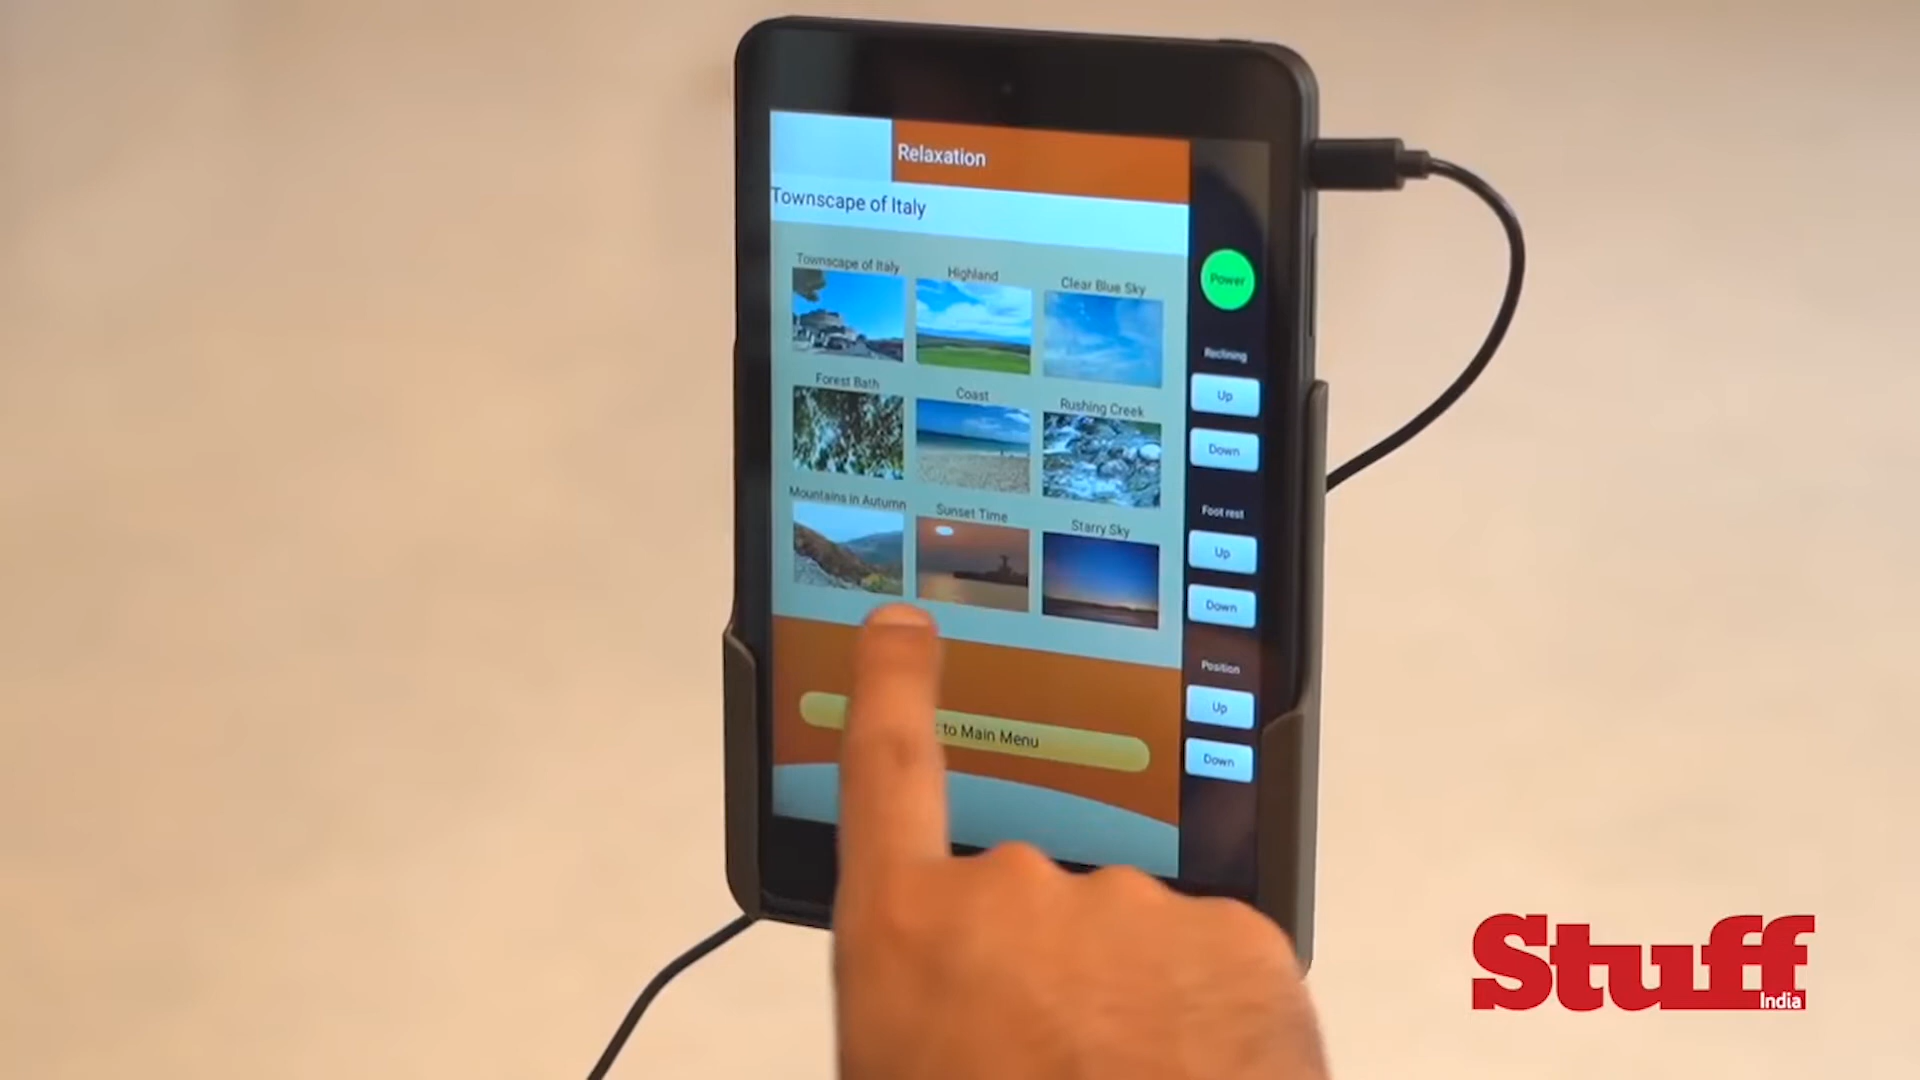 Relaxation
Townscape of Italy
Townscape of Italy
Highland
Clear Blue Sky
Forest Bath
Coast
Rushing Creek
Mountains in Autumn
Sunset Time
Starry Sky
to Main Menu
Power
Reclining
Up
Down
Foot rest
Up
Down
Position
Up
Down
Stuff
India